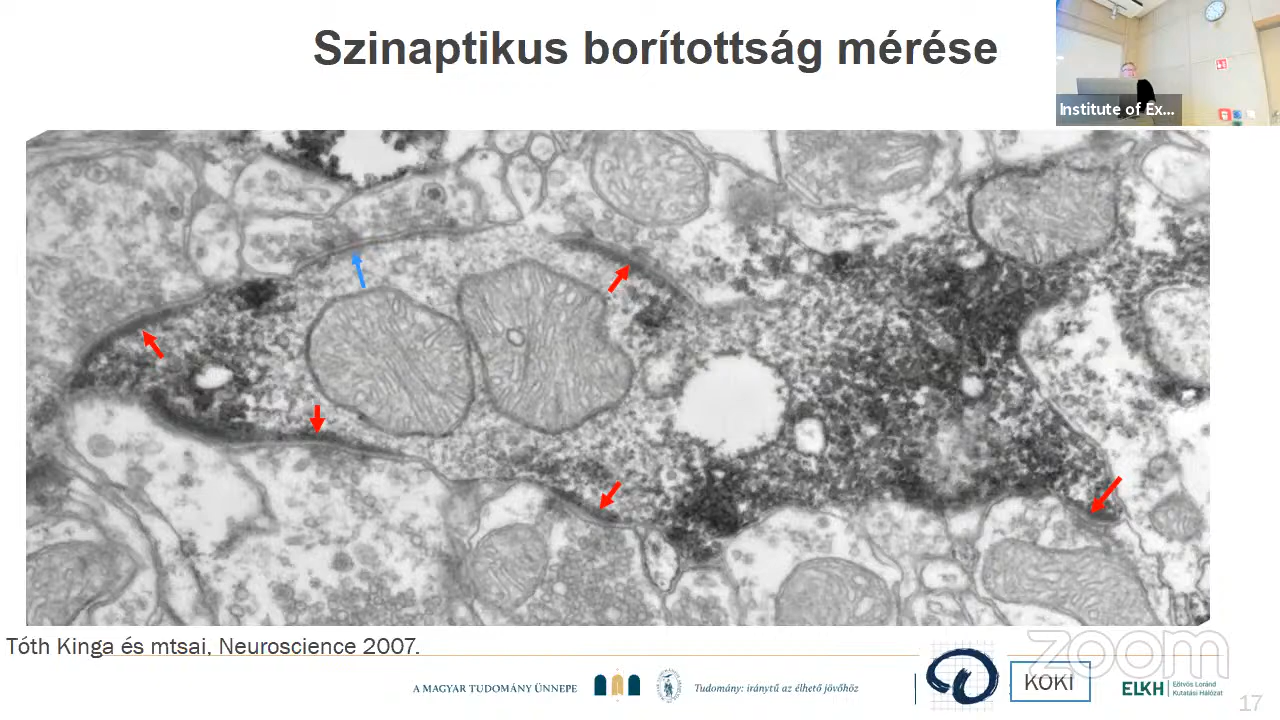 Szinaptikus borítottság mérése
Institute of Ex...
Tóth Kinga és mtsai, Neuroscience 2007.
A MAGYAR TUDOMÁNY ÜNNEPE
Tudomány: iránytű az élhető jövőhöz
KOKI
ELKH
Eötvös Loránd
Kutatási Hálózat
zoom
17